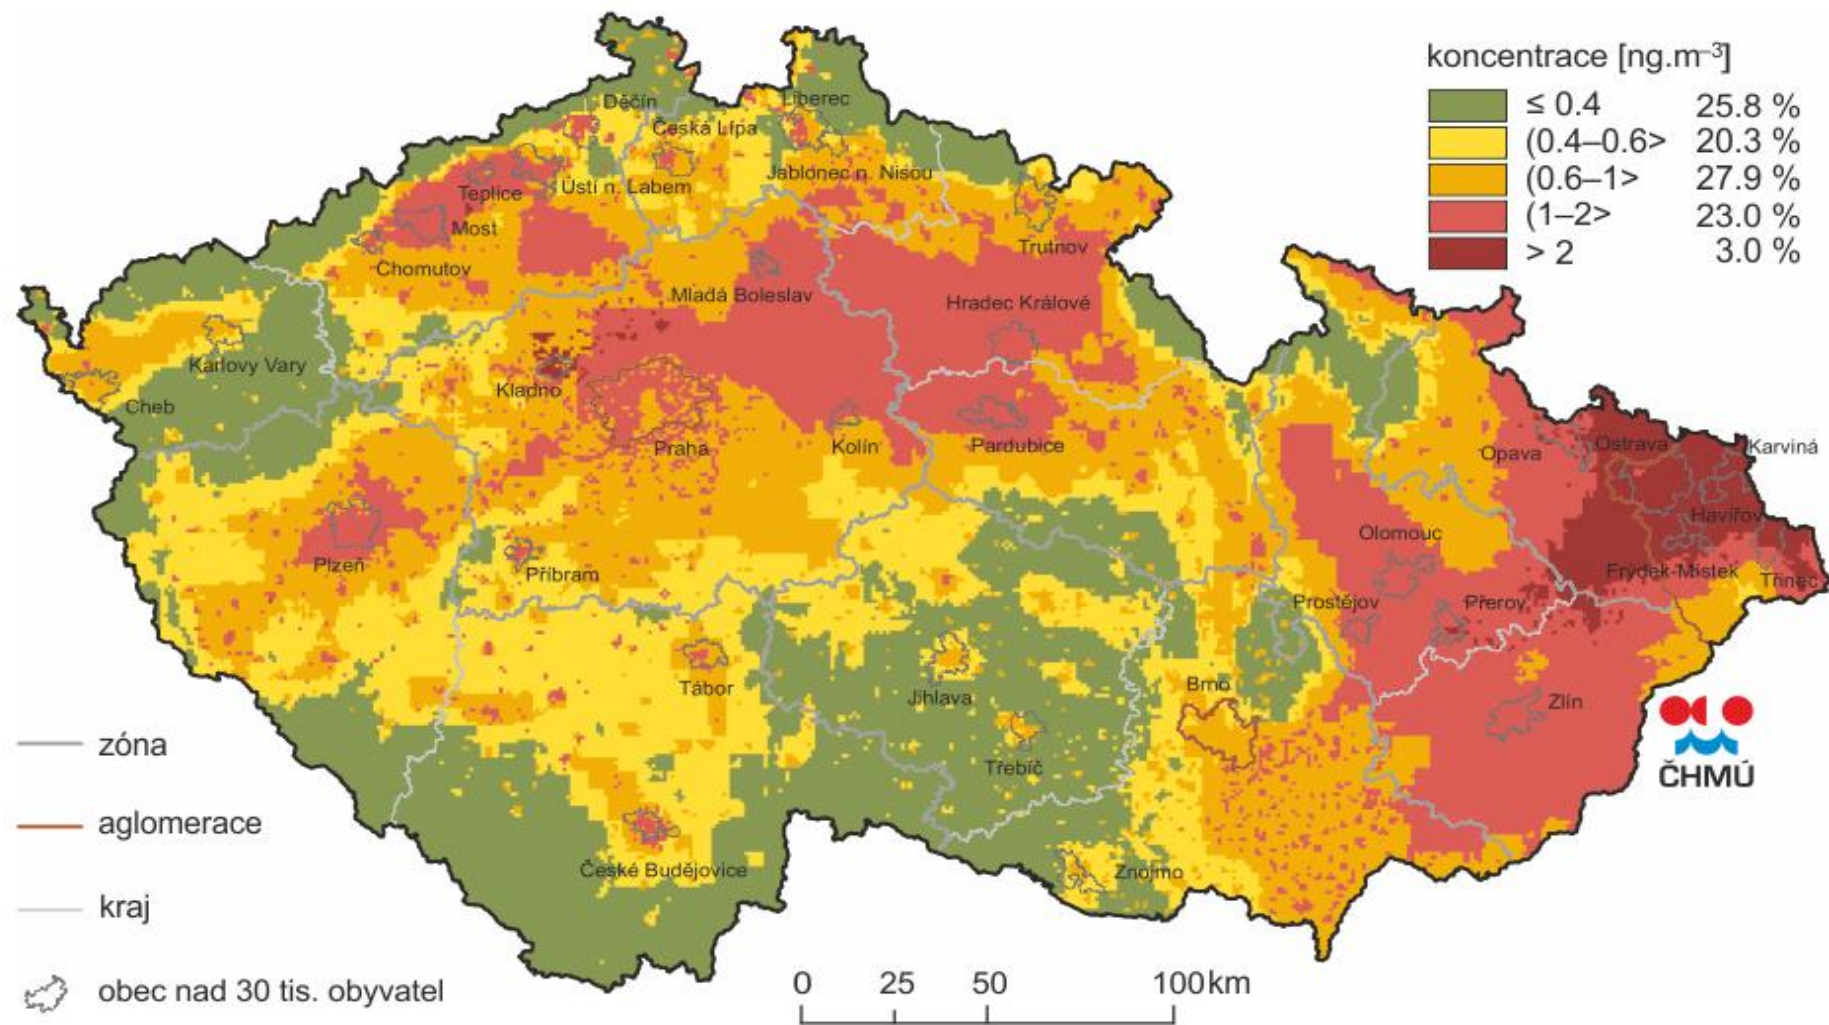 koncentrace [ng.m⁻³]
≤ 0.4 25.8 %
(0.4–0.6> 20.3 %
(0.6–1> 27.9 %
(1–2> 23.0 %
> 2 3.0 %
Děčín
Liberec
Česká Lípa
Jablonec n. Nisou
Teplice
Ústí n. Labem
Most
Trutnov
Chomutov
Mladá Boleslav
Hradec Králové
Karlovy Vary
Kladno
Cheb
Praha
Kolín
Pardubice
Opava
Ostrava
Karviná
Havířov
Olomouc
Plzeň
Příbram
Frýdek-Místek
Třinec
Prostějov
Přerov
Tábor
Jihlava
Brno
Zlín
Třebíč
České Budějovice
Znojmo
ČHMÚ
zóna
aglomerace
kraj
obec nad 30 tis. obyvatel
0 25 50 100km